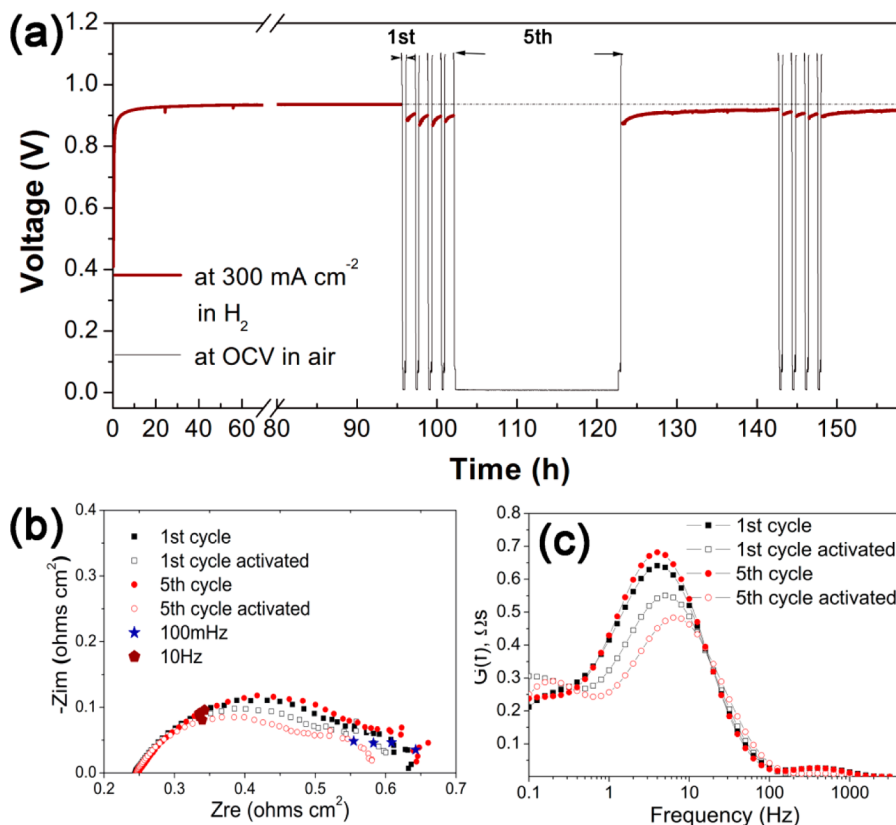 (a)
1st
5th
1.2
1.0
0.8
0.6
0.4
0.2
0.0
Voltage (V)
at 300 mA cm⁻²
in H₂
at OCV in air
0 20 40 60 80 90 100 110 120 130 140 150
Time (h)
(b)
0.4
0.3
0.2
0.1
0.0
-Zim (ohms cm²)
1st cycle
1st cycle activated
5th cycle
5th cycle activated
100mHz
10Hz
0.2 0.3 0.4 0.5 0.6 0.7
Zre (ohms cm²)
(c)
0.8
0.7
0.6
0.5
0.4
0.3
0.2
0.1
G(τ), Ωs
1st cycle
1st cycle activated
5th cycle
5th cycle activated
0.1 1 10 100 1000
Frequency (Hz)